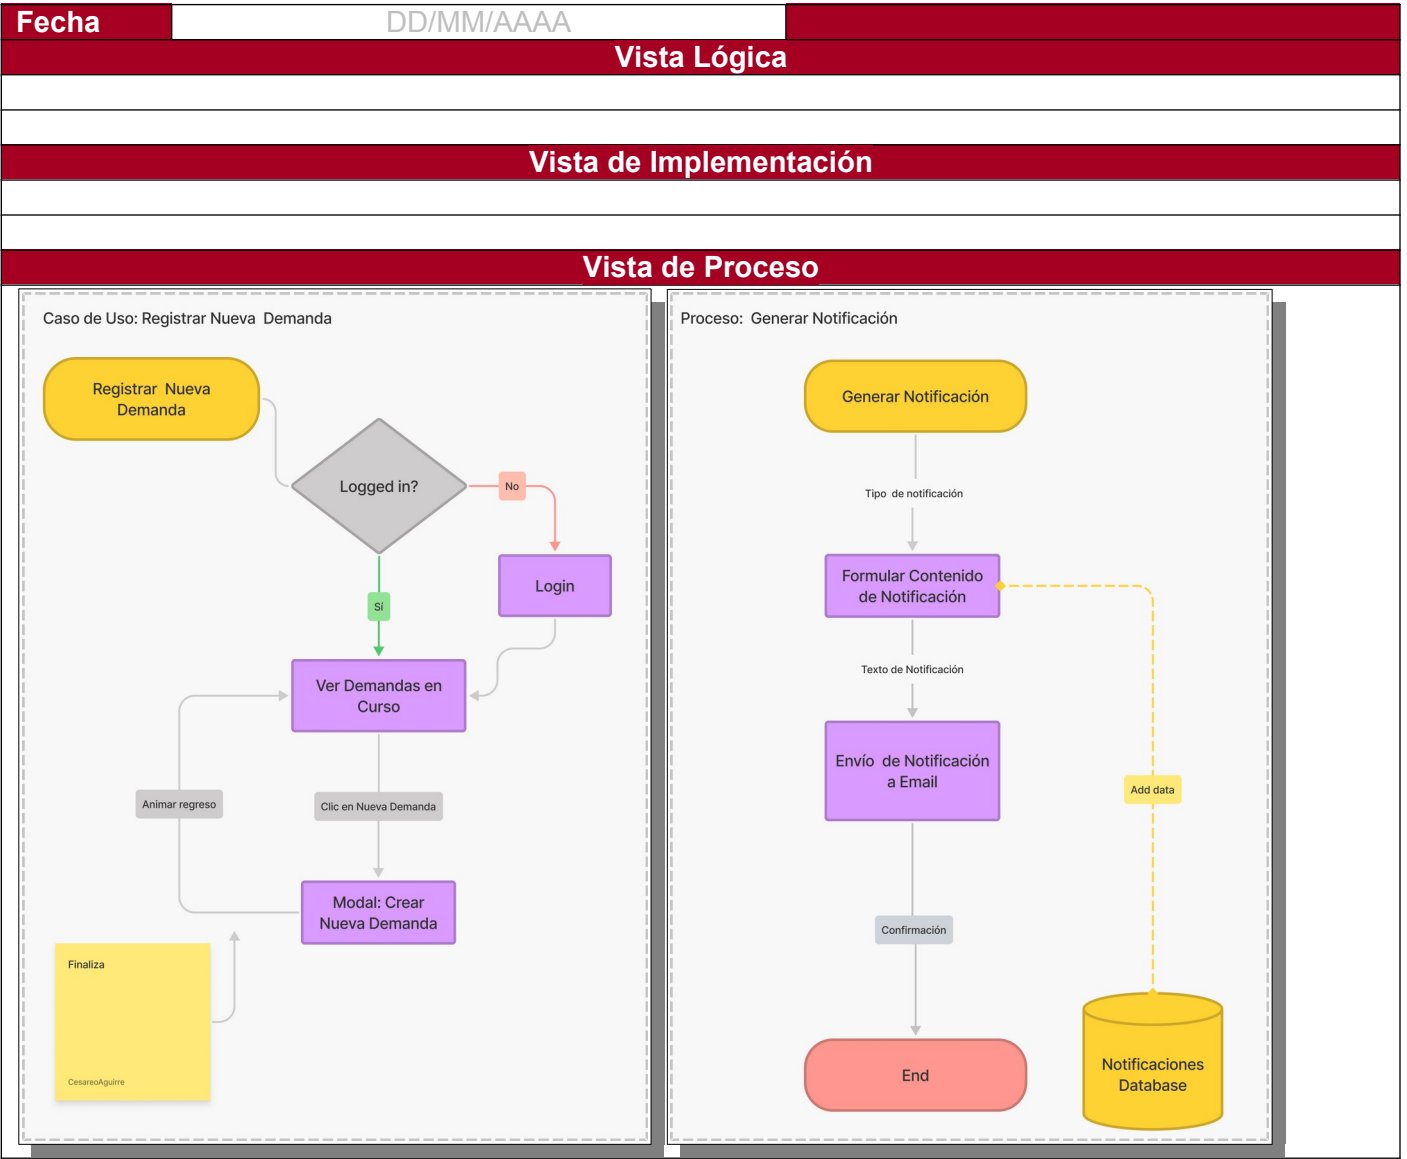 Fecha
DD/MM/AAAA
Vista Lógica
Vista de Implementación
Vista de Proceso
Caso de Uso: Registrar Nueva Demanda
Registrar Nueva
Demanda
Logged in?
No
Login
Sí
Ver Demandas en
Curso
Animar regreso
Clic en Nueva Demanda
Modal: Crear
Nueva Demanda
Finaliza
CesareoAguirre
Proceso: Generar Notificación
Generar Notificación
Tipo de notificación
Formular Contenido
de Notificación
Texto de Notificación
Envío de Notificación
a Email
Add data
Confirmación
End
Notificaciones
Database